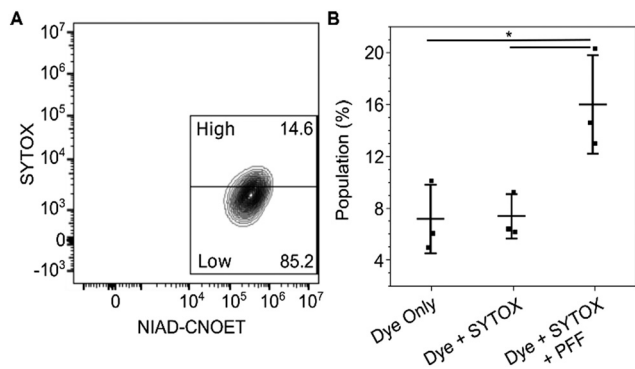 A
SYTOX
10⁷
10⁶
10⁵
10⁴
10³
0
-10³
High 14.6
Low 85.2
0 10⁴ 10⁵ 10⁶ 10⁷
NIAD-CNOET
B
*
Population (%)
20
16
12
8
4
Dye Only
Dye + SYTOX
Dye + SYTOX
+ PFF